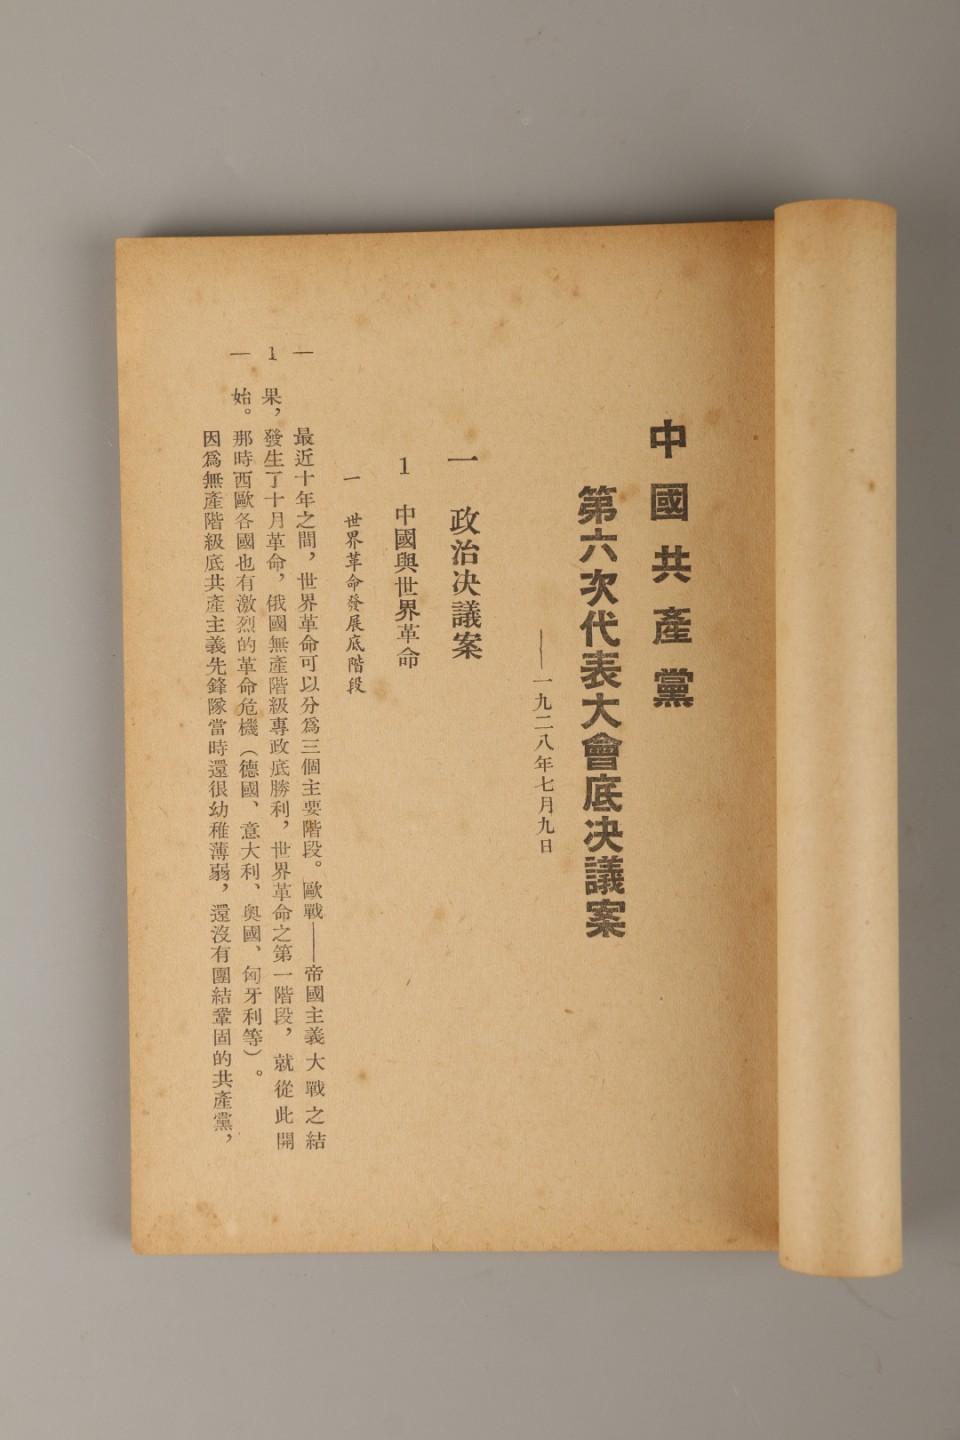 中國共產黨
第六次代表大會底决議案
——一九二八年七月九日
一 政治决議案
1 中國與世界革命
一 世界革命發展底階段
最近十年之間，世界革命可以分爲三個主要階段。歐戰——帝國主義大戰之結
果，發生了十月革命，俄國無產階級專政底勝利，世界革命之第一階段，就從此開
始。那時西歐各國也有激烈的革命危機（德國、意大利、奥國、匈牙利等）。
因爲無產階級底共產主義先鋒隊當時還很幼稚薄弱，還沒有團結鞏固的共產黨，
— 1 —